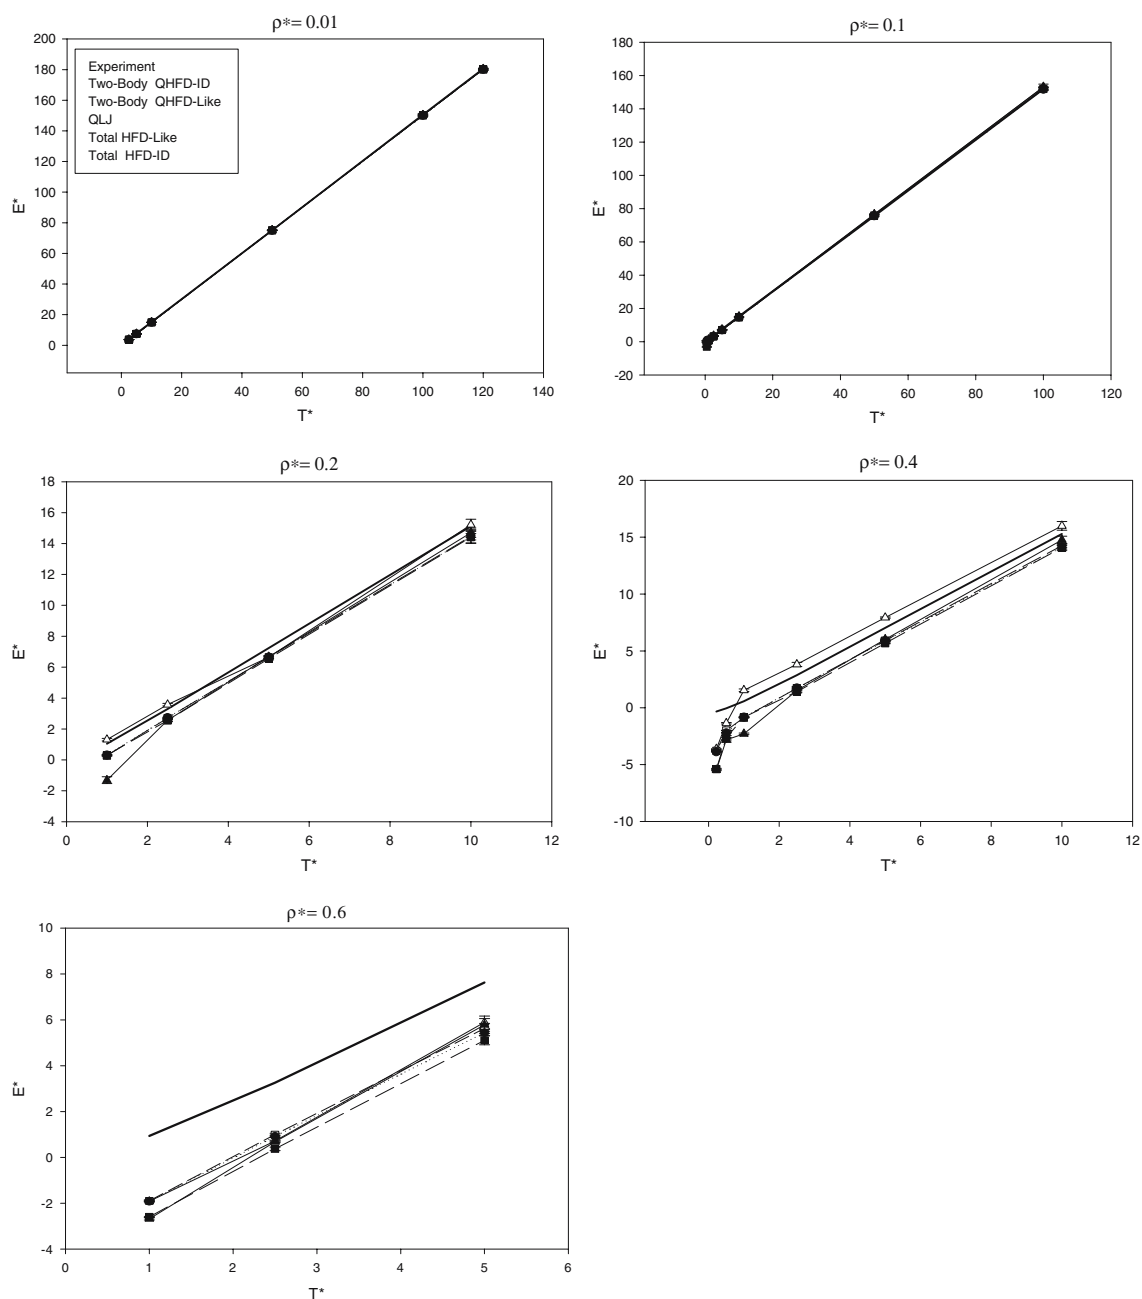 ρ*= 0.01
200
180
160
140
120
100
80
60
40
20
0
E*
Experiment
Two-Body QHFD-ID
Two-Body QHFD-Like
QLJ
Total HFD-Like
Total HFD-ID
0 20 40 60 80 100 120 140
T*
ρ*= 0.1
180
160
140
120
100
80
60
40
20
0
-20
E*
0 20 40 60 80 100 120
T*
ρ*= 0.2
18
16
14
12
10
8
6
4
2
0
-2
-4
E*
0 2 4 6 8 10 12
T*
ρ*= 0.4
20
15
10
5
0
-5
-10
E*
0 2 4 6 8 10 12
T*
ρ*= 0.6
10
8
6
4
2
0
-2
-4
E*
0 1 2 3 4 5 6
T*